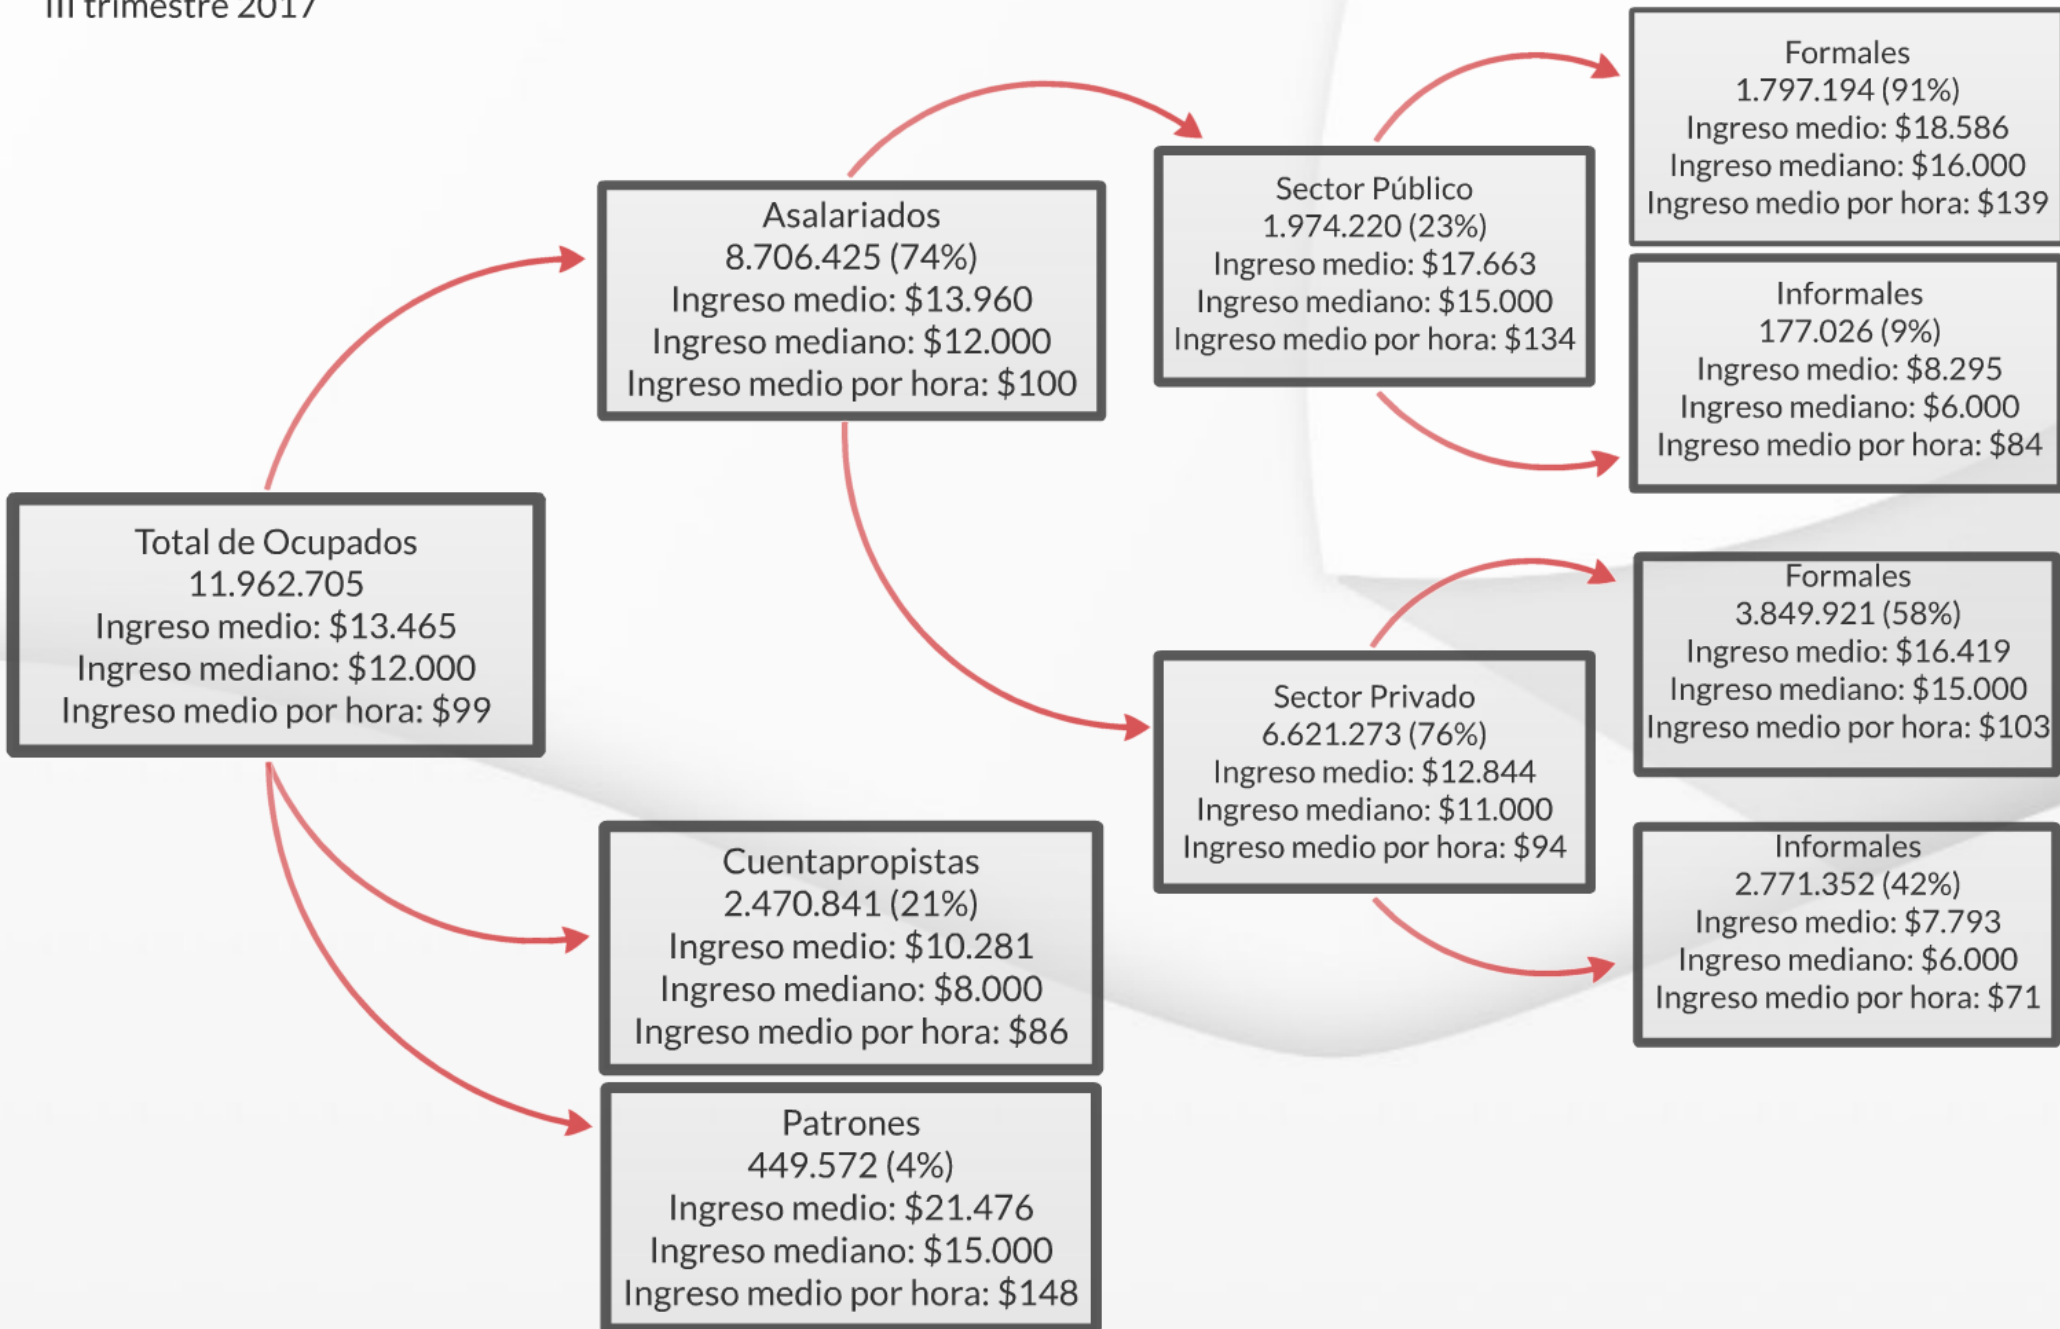 III trimestre 2017
Total de Ocupados
11.962.705
Ingreso medio: $13.465
Ingreso mediano: $12.000
Ingreso medio por hora: $99
Asalariados
8.706.425 (74%)
Ingreso medio: $13.960
Ingreso mediano: $12.000
Ingreso medio por hora: $100
Cuentapropistas
2.470.841 (21%)
Ingreso medio: $10.281
Ingreso mediano: $8.000
Ingreso medio por hora: $86
Patrones
449.572 (4%)
Ingreso medio: $21.476
Ingreso mediano: $15.000
Ingreso medio por hora: $148
Sector Público
1.974.220 (23%)
Ingreso medio: $17.663
Ingreso mediano: $15.000
Ingreso medio por hora: $134
Sector Privado
6.621.273 (76%)
Ingreso medio: $12.844
Ingreso mediano: $11.000
Ingreso medio por hora: $94
Formales
1.797.194 (91%)
Ingreso medio: $18.586
Ingreso mediano: $16.000
Ingreso medio por hora: $139
Informales
177.026 (9%)
Ingreso medio: $8.295
Ingreso mediano: $6.000
Ingreso medio por hora: $84
Formales
3.849.921 (58%)
Ingreso medio: $16.419
Ingreso mediano: $15.000
Ingreso medio por hora: $103
Informales
2.771.352 (42%)
Ingreso medio: $7.793
Ingreso mediano: $6.000
Ingreso medio por hora: $71